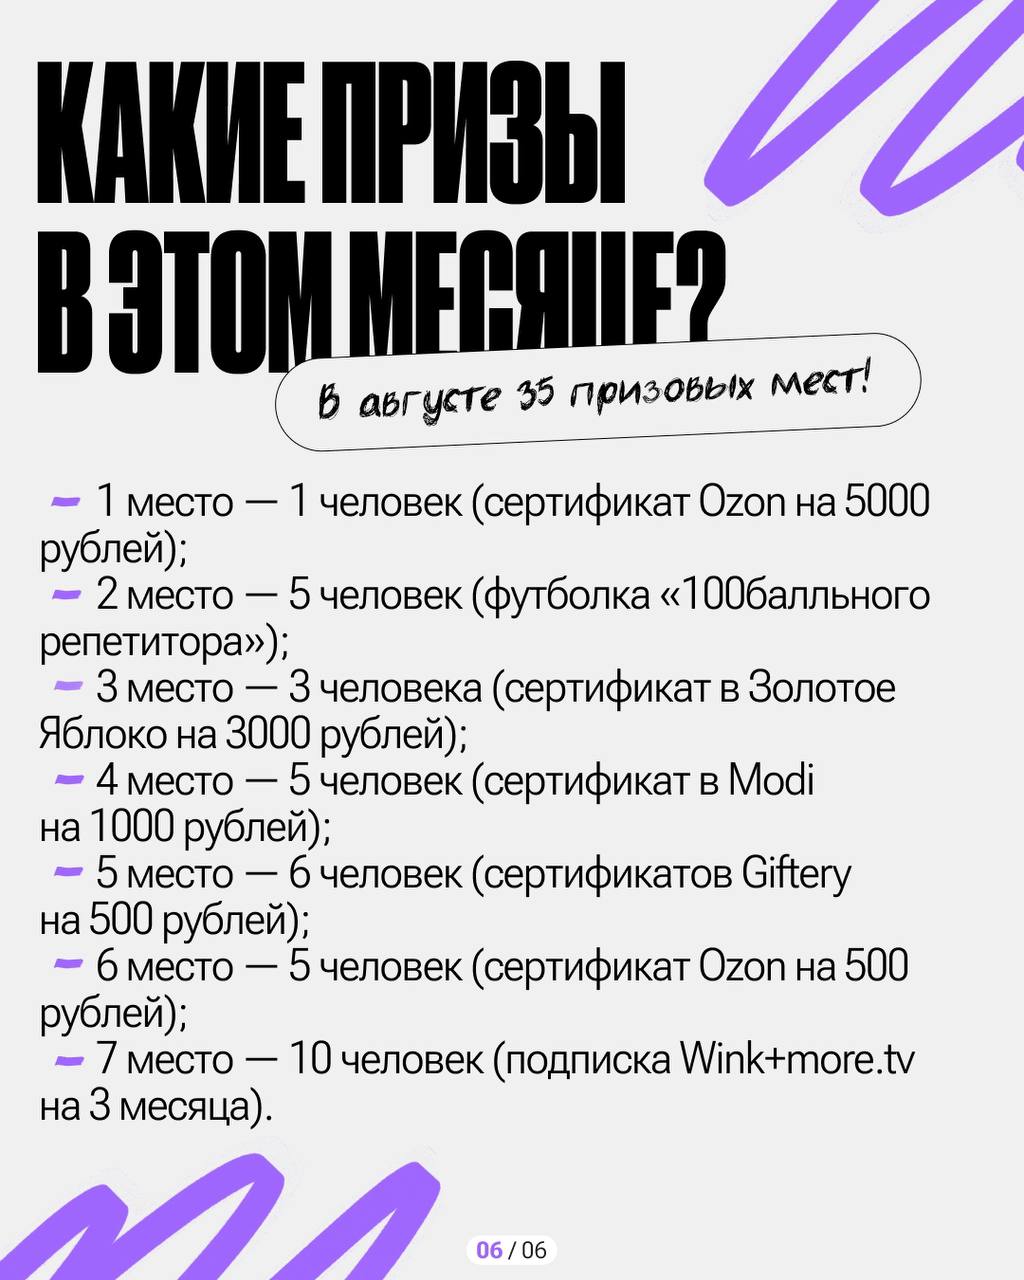 КАКИЕ ПРИЗЫ
В ЭТОМ МЕСЯЦЕ?
В августе 35 призовых мест!
1 место — 1 человек (сертификат Ozon на 5000
рублей);
2 место — 5 человек (футболка «100балльного
репетитора»);
3 место — 3 человека (сертификат в Золотое
Яблоко на 3000 рублей);
4 место — 5 человек (сертификат в Modi
на 1000 рублей);
5 место — 6 человек (сертификатов Giftery
на 500 рублей);
6 место — 5 человек (сертификат Ozon на 500
рублей);
7 место — 10 человек (подписка Wink+more.tv
на 3 месяца).
06 / 06